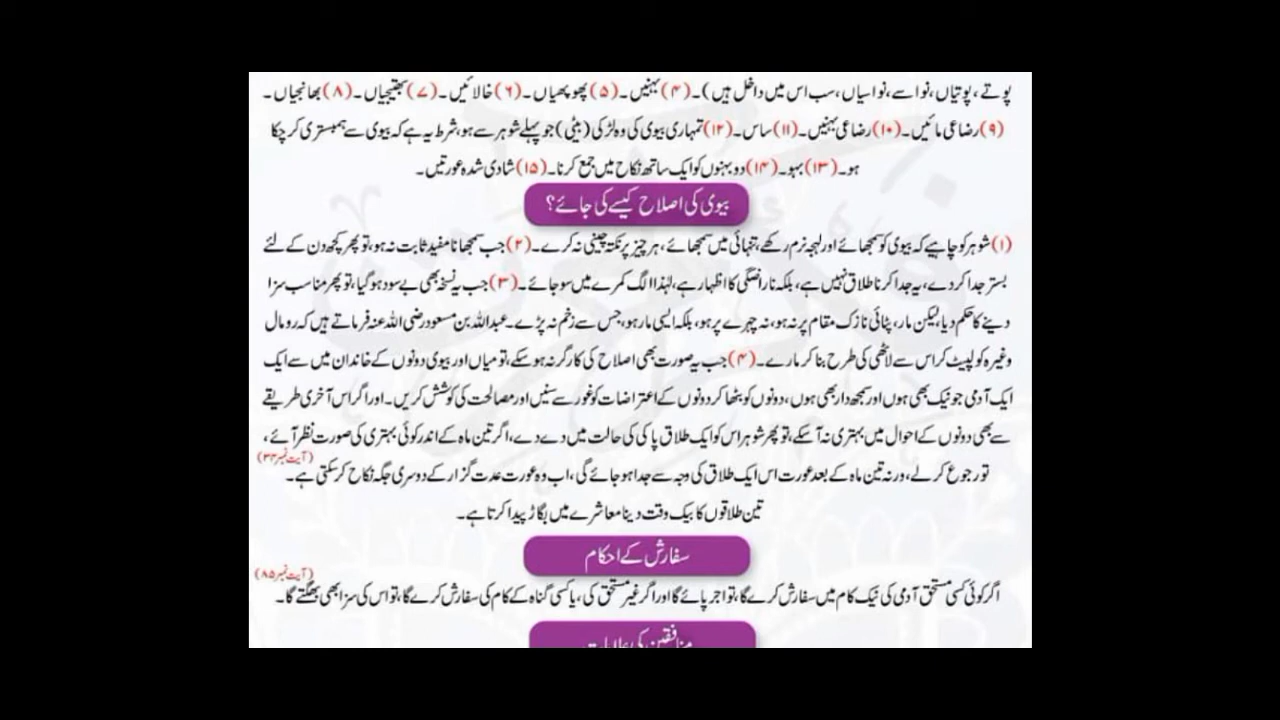 پوتے، پوتیاں، نواسے، نواسیاں، سب اس میں داخل ہیں)۔ (۴) بہنیں۔ (۵) پھوپھیاں۔ (۶) خالائیں۔ (۷) بھتیجیاں۔ (۸) بھانجیاں۔
(۹) رضاعی مائیں۔ (۱۰) رضاعی بہنیں۔ (۱۱) ساس۔ (۱۲) تمہاری بیوی کی وہ لڑکی (بیٹی) جو پہلے شوہر سے ہو، شرط یہ ہے کہ بیوی سے ہمبستری کر چکا
ہو۔ (۱۳) بہو۔ (۱۴) دو بہنوں کو ایک ساتھ نکاح میں جمع کرنا۔ (۱۵) شادی شدہ عورتیں۔
بیوی کی اصلاح کیسے کی جائے؟
(۱) شوہر کو چاہیے کہ بیوی کو سمجھائے اور لہجہ نرم رکھے، تنہائی میں سمجھائے، ہر چیز پر نکتہ چینی نہ کرے۔ (۲) جب سمجھانا مفید ثابت نہ ہو، تو پھر کچھ دن کے لئے
بستر جدا کر دے، یہ جدا کرنا طلاق نہیں ہے، بلکہ ناراضگی کا اظہار ہے، لہٰذا الگ کمرے میں سو جائے۔ (۳) جب یہ نسخہ بھی بے سود ہو گیا، تو پھر مناسب سزا
دینے کا حکم دیا، لیکن مار، پٹائی نازک مقام پر نہ ہو، نہ چہرے پر ہو، بلکہ ایسی مار ہو، جس سے زخم نہ پڑے۔ عبداللہ بن مسعود رضی اللہ عنہ فرماتے ہیں کہ رومال
وغیرہ کو لپیٹ کر اس سے لاٹھی کی طرح بنا کر مارے۔ (۴) جب یہ صورت بھی اصلاح کی کارگر نہ ہو سکے، تو میاں اور بیوی دونوں کے خاندان میں سے ایک
ایک آدمی جو نیک بھی ہوں اور سمجھ دار بھی ہوں، دونوں کو بٹھا کر دونوں کے اعتراضات کو غور سے سنیں اور مصالحت کی کوشش کریں۔ اور اگر اس آخری طریقے
سے بھی دونوں کے احوال میں بہتری نہ آ سکے، تو پھر شوہر اس کو ایک طلاق پاکی کی حالت میں دے دے، اگر تین ماہ کے اندر کوئی بہتری کی صورت نظر آئے،
تو رجوع کر لے، ورنہ تین ماہ کے بعد عورت اس ایک طلاق کی وجہ سے جدا ہو جائے گی، اب وہ عورت عدت گزار کے دوسری جگہ نکاح کر سکتی ہے۔ (آیت نمبر ۳۴)
تین طلاقوں کا بیک وقت دینا معاشرے میں بگاڑ پیدا کرتا ہے۔
سفارش کے احکام
اگر کوئی کسی مستحق آدمی کی نیک کام میں سفارش کرے گا، تو اجر پائے گا اور اگر غیر مستحق کی، یا کسی گناہ کے کام کی سفارش کرے گا، تو اس کی سزا بھی بھگتے گا۔ (آیت نمبر ۸۵)
منافقین کی علامات